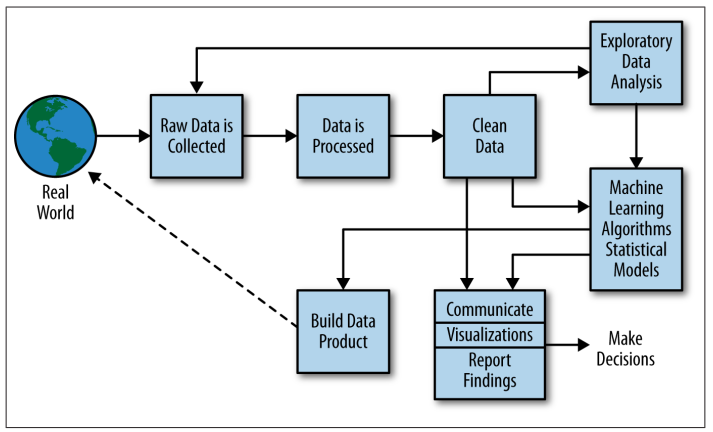 Exploratory
Data
Analysis
Raw Data is
Collected
Data is
Processed
Clean
Data
Real
World
Machine
Learning
Algorithms
Statistical
Models
Build Data
Product
Communicate
Visualizations
Report
Findings
Make
Decisions